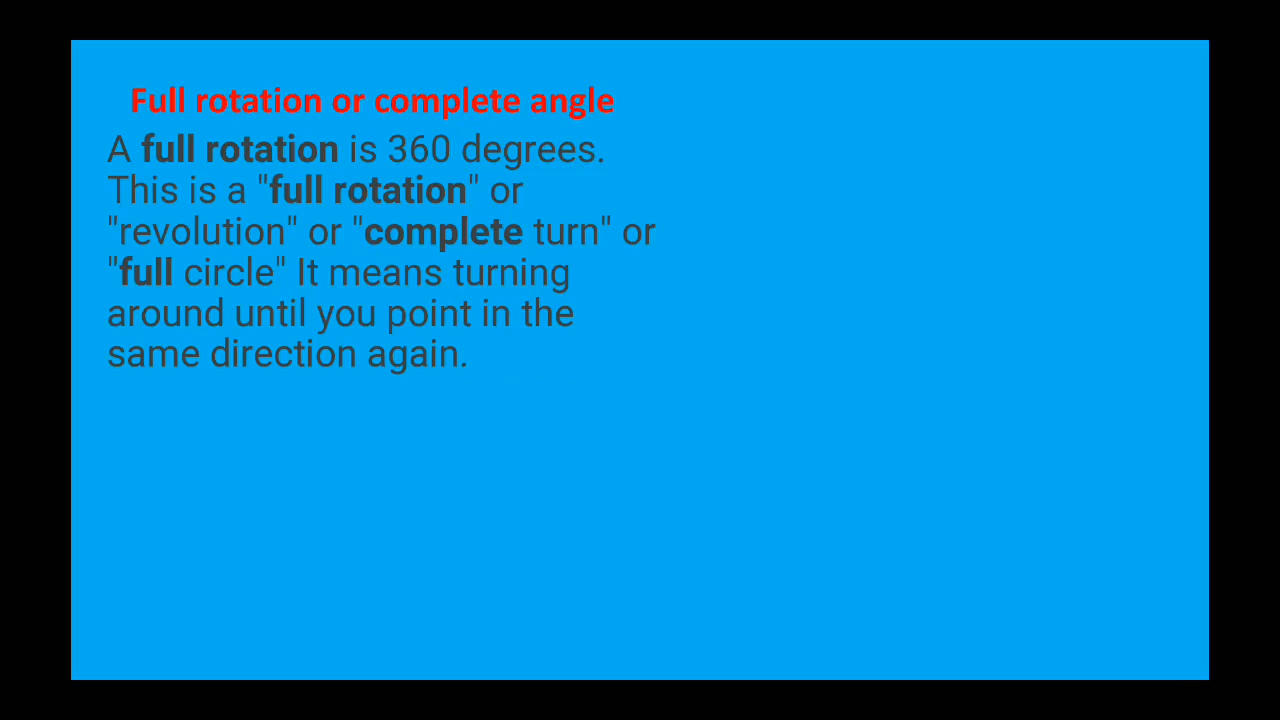 Full rotation or complete angle
A full rotation is 360 degrees.
This is a "full rotation" or
"revolution" or "complete turn" or
"full circle" It means turning
around until you point in the
same direction again.